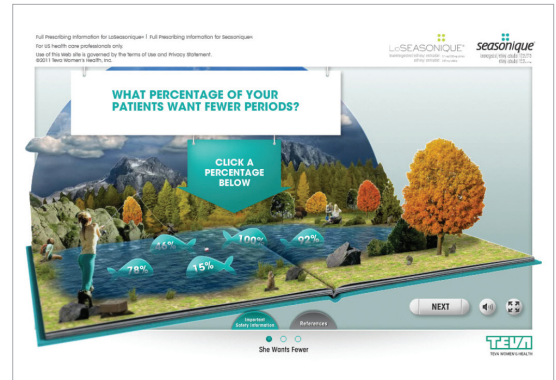 Full Prescribing Information for LoSeasonique® | Full Prescribing Information for Seasonique®
For US health care professionals only.
Use of this Web site is governed by the Terms of Use and Privacy Statement.
©2011 Teva Women's Health, Inc.
LoSEASONIQUE®
seasonique®
WHAT PERCENTAGE OF YOUR
PATIENTS WANT FEWER PERIODS?
CLICK A
PERCENTAGE
BELOW
46%
100%
92%
78%
15%
NEXT
Important
Safety Information
References
She Wants Fewer
TEVA
TEVA WOMEN'S HEALTH